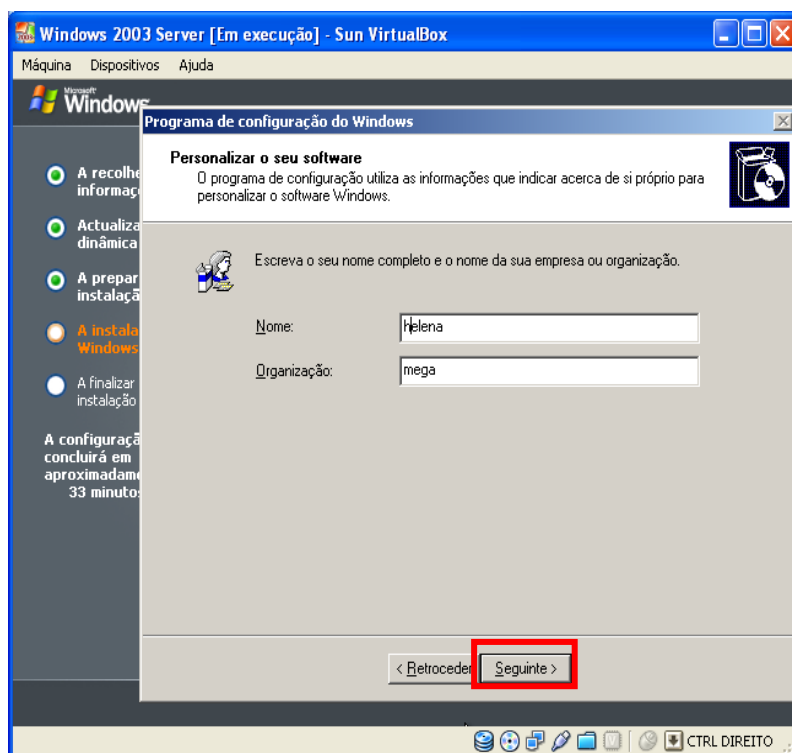 Windows 2003 Server [Em execução] - Sun VirtualBox
Máquina Dispositivos Ajuda
Microsoft
Windows
Programa de configuração do Windows
Personalizar o seu software
O programa de configuração utiliza as informações que indicar acerca de si próprio para
personalizar o software Windows.
A recolhe
informaç
Actualiza
dinâmica
A prepar
instalaçã
A instala
Windows
A finalizar
instalação
A configuraçã
concluirá em
aproximadame
33 minutos
Escreva o seu nome completo e o nome da sua empresa ou organização.
Nome:
helena
Organização:
mega
< Retroceder
Seguinte >
CTRL DIREITO